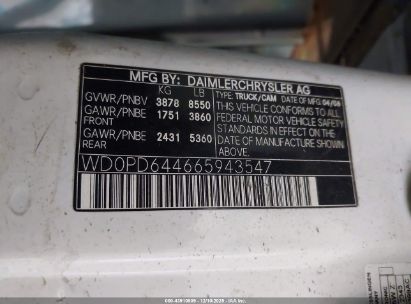 MFD. BY: DAIMLERCHRYSLER AG
KG LB TYPE: TRUCK/CAM DATE OF MFG 04/06
GVWR/PNBV 3878 8550 THIS VEHICLE CONFORMS TO ALL
GAWR/PNBE 1751 3860 FEDERAL MOTOR VEHICLE SAFETY
FRONT STANDARDS IN EFFECT ON THE
GAWR/PNBE 2431 5360 DATE OF MANUFACTURE SHOWN
REAR ABOVE.
WD0PD644665943547